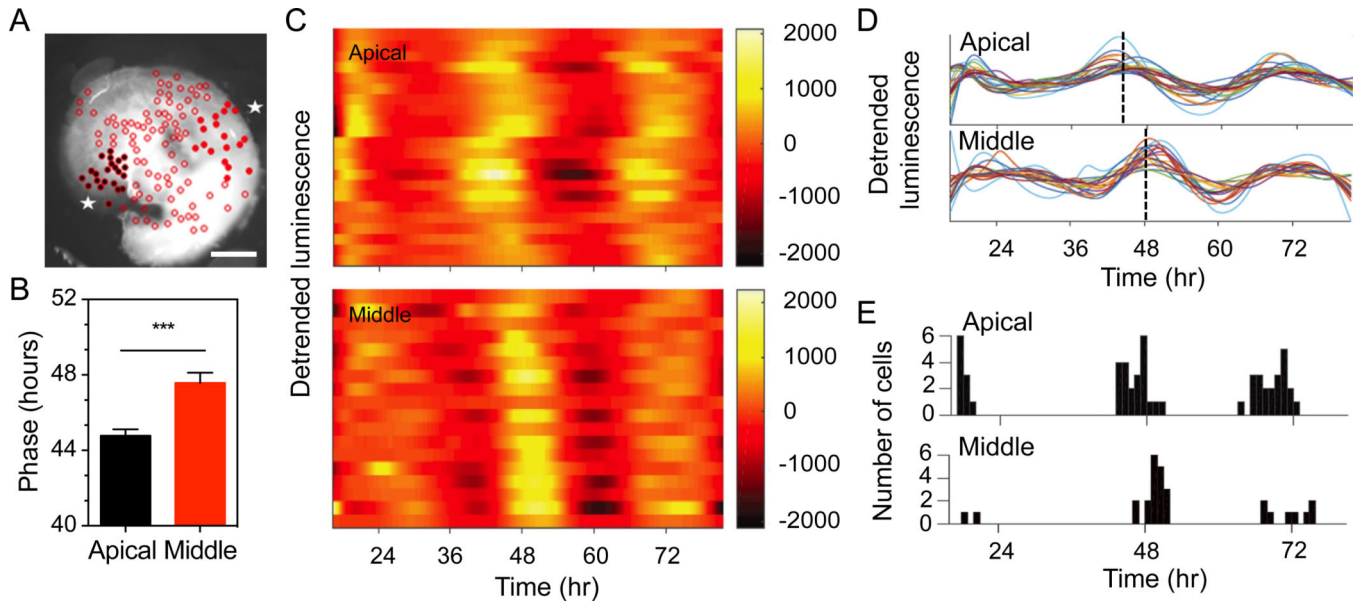 A
B
Phase (hours)
52
48
44
40
***
Apical Middle
C
Detrended luminescence
Apical
2000
1000
0
-1000
-2000
Middle
2000
1000
0
-1000
-2000
24 36 48 60 72
Time (hr)
D
Detrended
luminescence
Apical
Middle
24 36 48 60 72
Time (hr)
E
Number of cells
Apical
6
4
2
0
Middle
6
4
2
0
24 48 72
Time (hr)